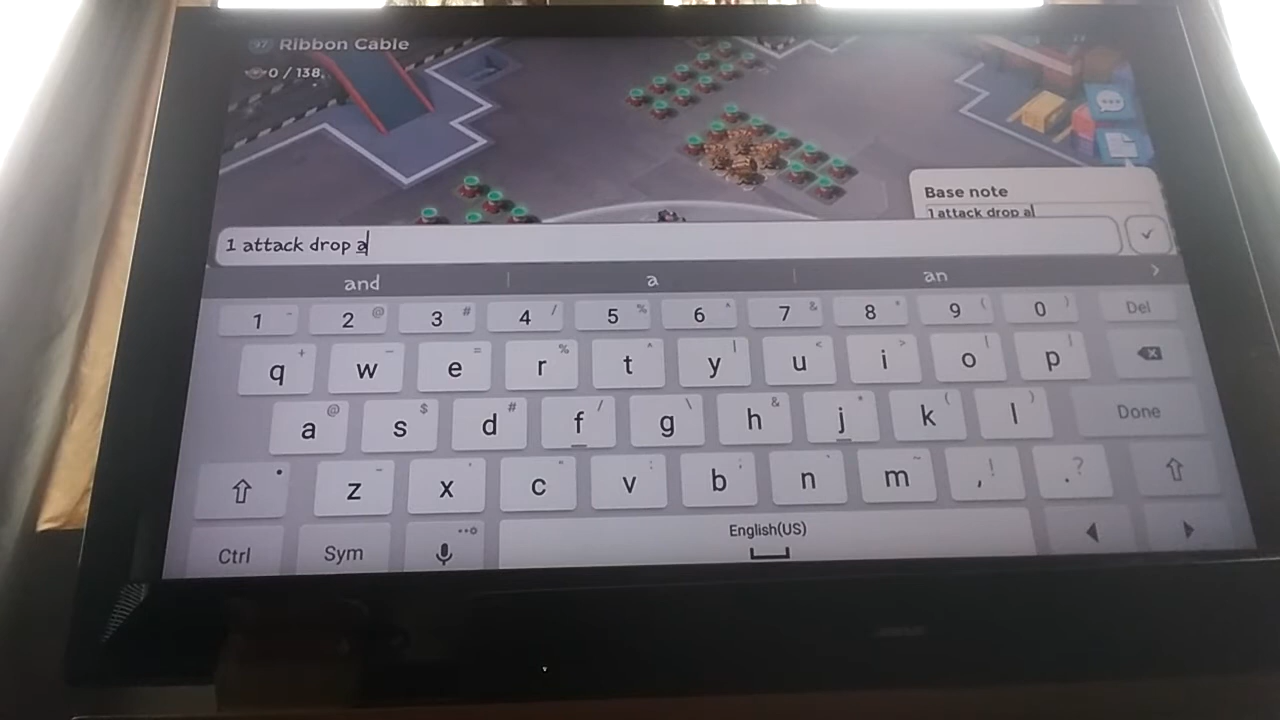 37 Ribbon Cable
0 / 138
Base note
1 attack drop a
1 attack drop a
and a an
1 - 2 @ 3 # 4 / 5 % 6 ^ 7 & 8 * 9 ( 0 ) Del
q + w - e = r % t ^ y | u < i > o [ p ]
a @ s $ d # f / g \ h & j * k ( l ) Done
z - x ' c " v : b ; n ` m ~ , ! . ?
Ctrl Sym English(US)